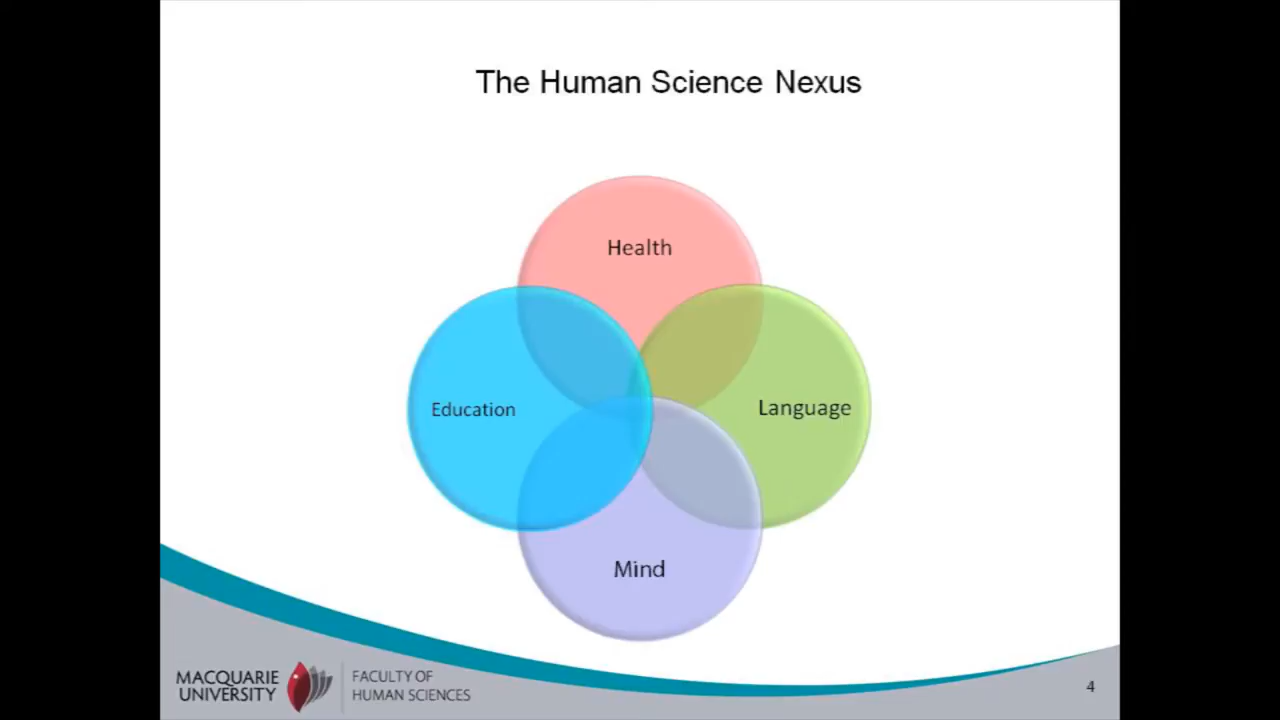 The Human Science Nexus
Health
Education
Language
Mind
MACQUARIE
UNIVERSITY
FACULTY OF
HUMAN SCIENCES
4